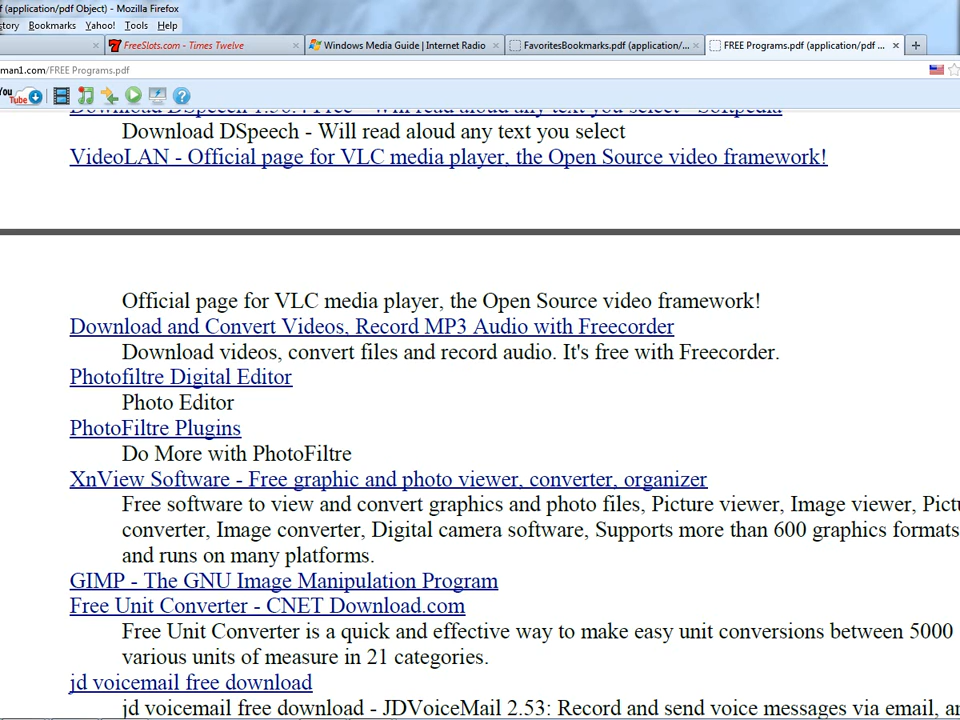 f (application/pdf Object) - Mozilla Firefox
story Bookmarks Yahoo! Tools Help
FreeSlots.com - Times Twelve
Windows Media Guide | Internet Radio
FavoritesBookmarks.pdf (application/...
FREE Programs.pdf (application/pdf ...
man1.com/FREE Programs.pdf
You Tube
Download DSpeech - Will read aloud any text you select
VideoLAN - Official page for VLC media player, the Open Source video framework!
Official page for VLC media player, the Open Source video framework!
Download and Convert Videos, Record MP3 Audio with Freecorder
Download videos, convert files and record audio. It's free with Freecorder.
Photofiltre Digital Editor
Photo Editor
PhotoFiltre Plugins
Do More with PhotoFiltre
XnView Software - Free graphic and photo viewer, converter, organizer
Free software to view and convert graphics and photo files, Picture viewer, Image viewer, Pictu
converter, Image converter, Digital camera software, Supports more than 600 graphics formats
and runs on many platforms.
GIMP - The GNU Image Manipulation Program
Free Unit Converter - CNET Download.com
Free Unit Converter is a quick and effective way to make easy unit conversions between 5000
various units of measure in 21 categories.
jd voicemail free download
jd voicemail free download - JDVoiceMail 2.53: Record and send voice messages via email, an